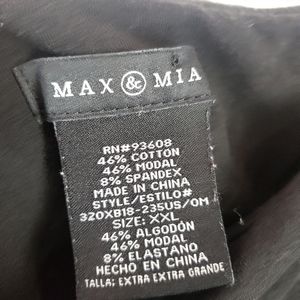 MAX & MIA
RN#93608
46% COTTON
46% MODAL
8% SPANDEX
MADE IN CHINA
STYLE/ESTILO#
320XB18-235US/OM
SIZE: XXL
46% ALGODÓN
46% MODAL
8% ELASTANO
HECHO EN CHINA
TALLA: EXTRA EXTRA GRANDE